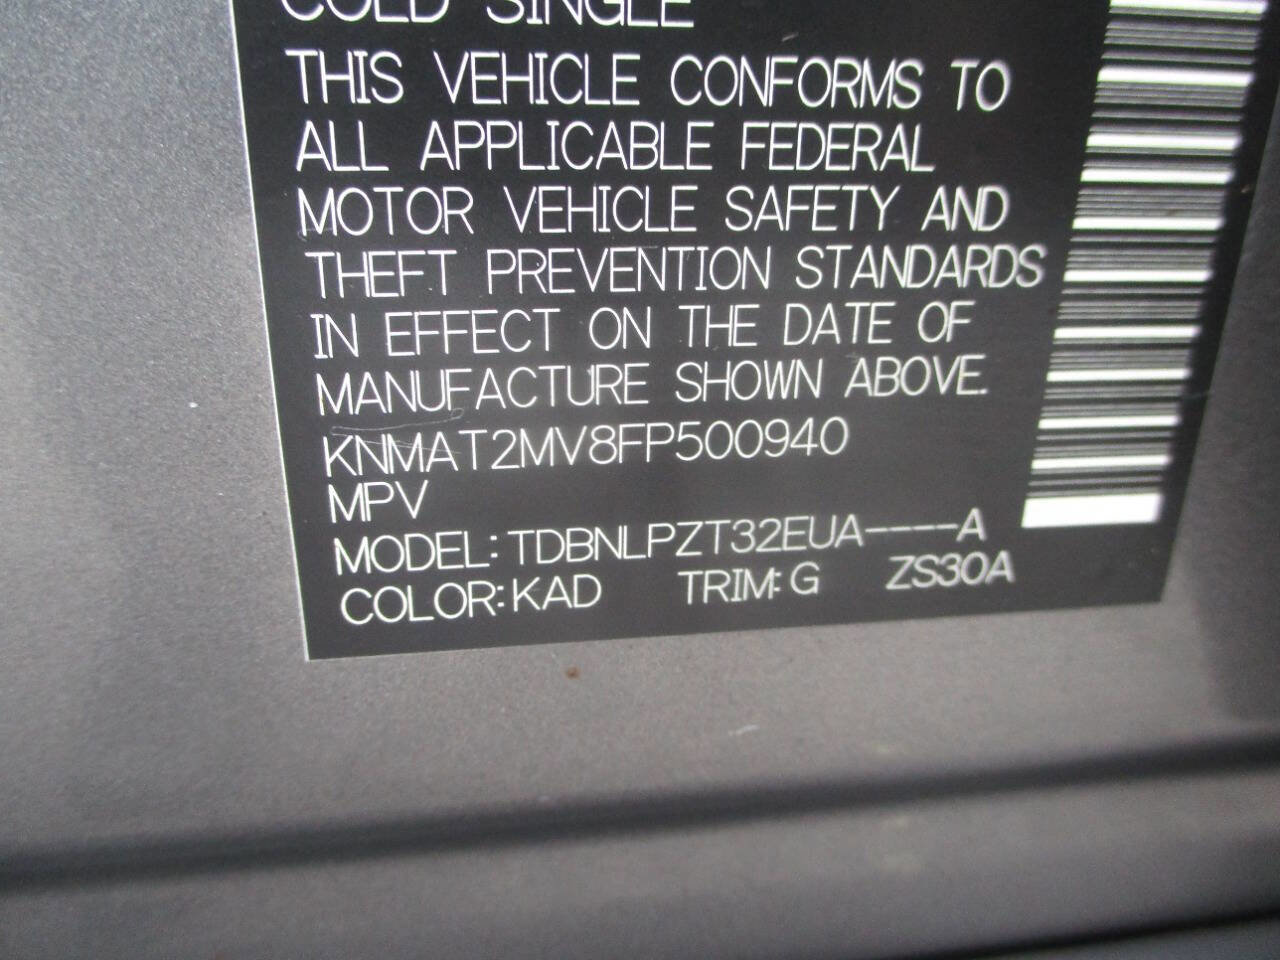 COLD SINGLE
THIS VEHICLE CONFORMS TO
ALL APPLICABLE FEDERAL
MOTOR VEHICLE SAFETY AND
THEFT PREVENTION STANDARDS
IN EFFECT ON THE DATE OF
MANUFACTURE SHOWN ABOVE.
KNMAT2MV8FP500940
MPV
MODEL: TDBNLPZT32EUA----A
COLOR: KAD TRIM: G ZS30A